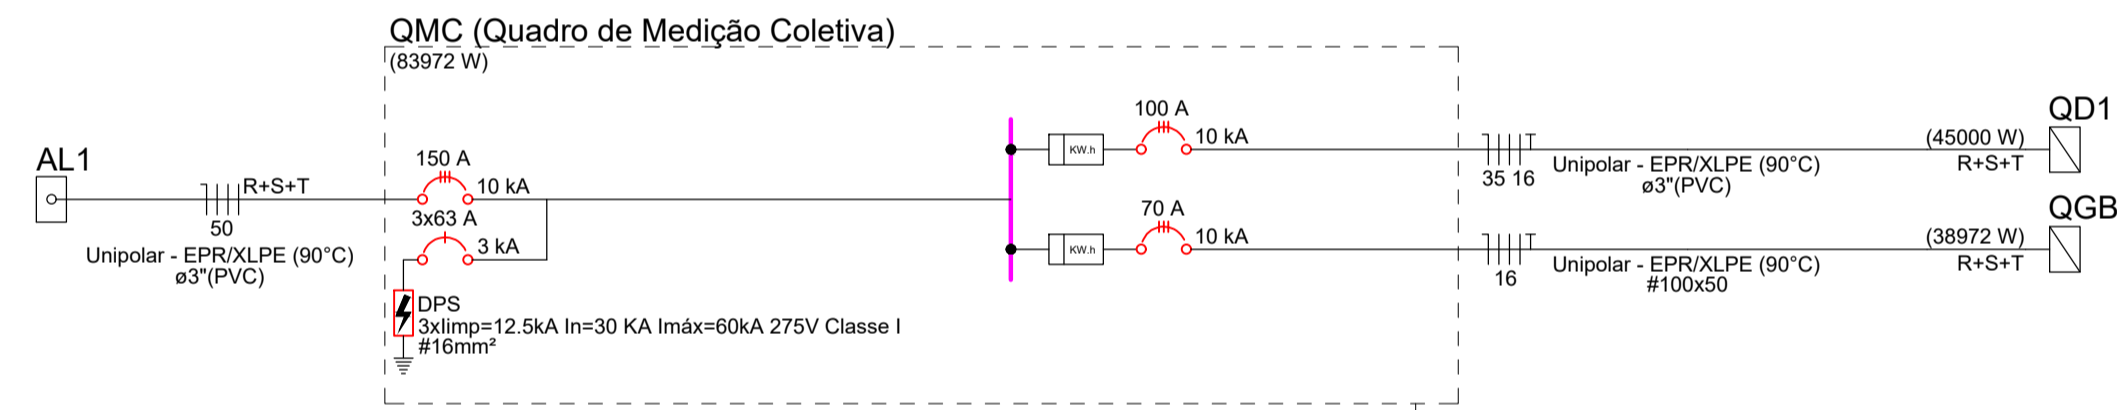 QMC (Quadro de Medição Coletiva)
(83972 W)
AL1
R+S+T
50
Unipolar - EPR/XLPE (90°C)
ø3"(PVC)
150 A
10 kA
3x63 A
3 kA
DPS
3xIimp=12.5kA In=30 KA Imáx=60kA 275V Classe I
#16mm²
KW.h
100 A
10 kA
35 16
Unipolar - EPR/XLPE (90°C)
ø3"(PVC)
(45000 W)
R+S+T
QD1
KW.h
70 A
10 kA
16
Unipolar - EPR/XLPE (90°C)
#100x50
(38972 W)
R+S+T
QGB